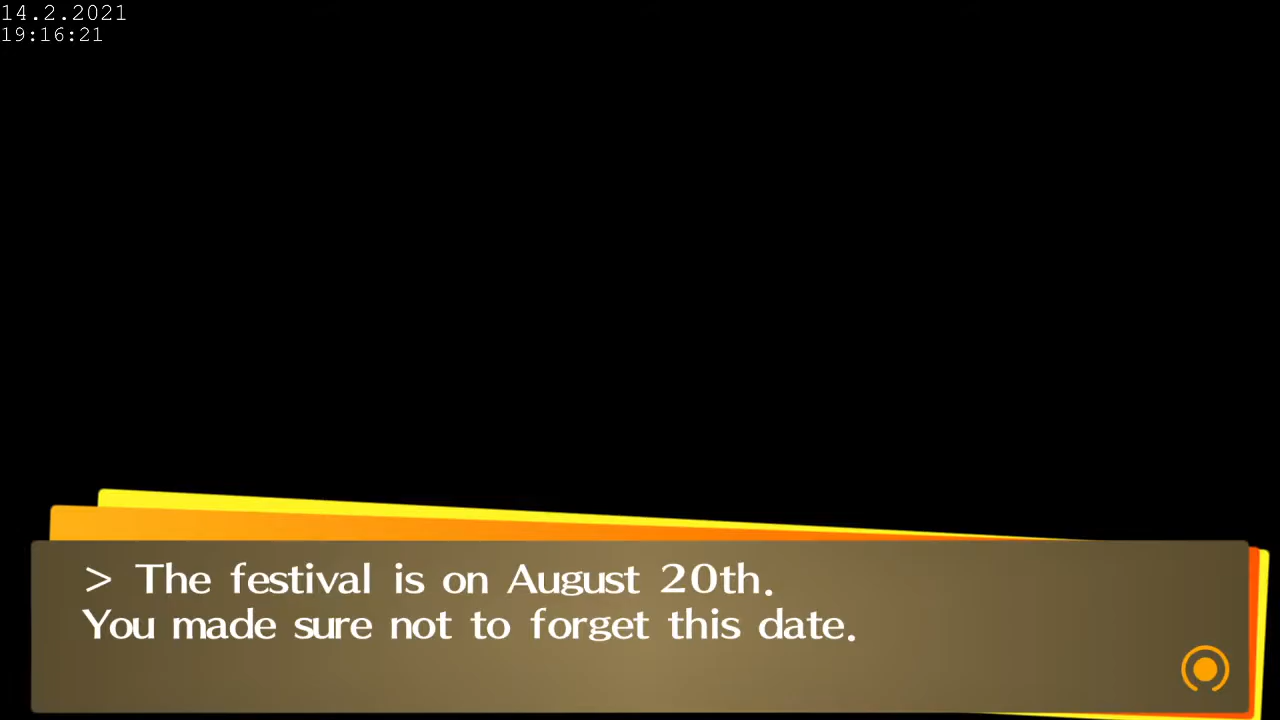 14.2.2021
19:16:21
> The festival is on August 20th.
You made sure not to forget this date.